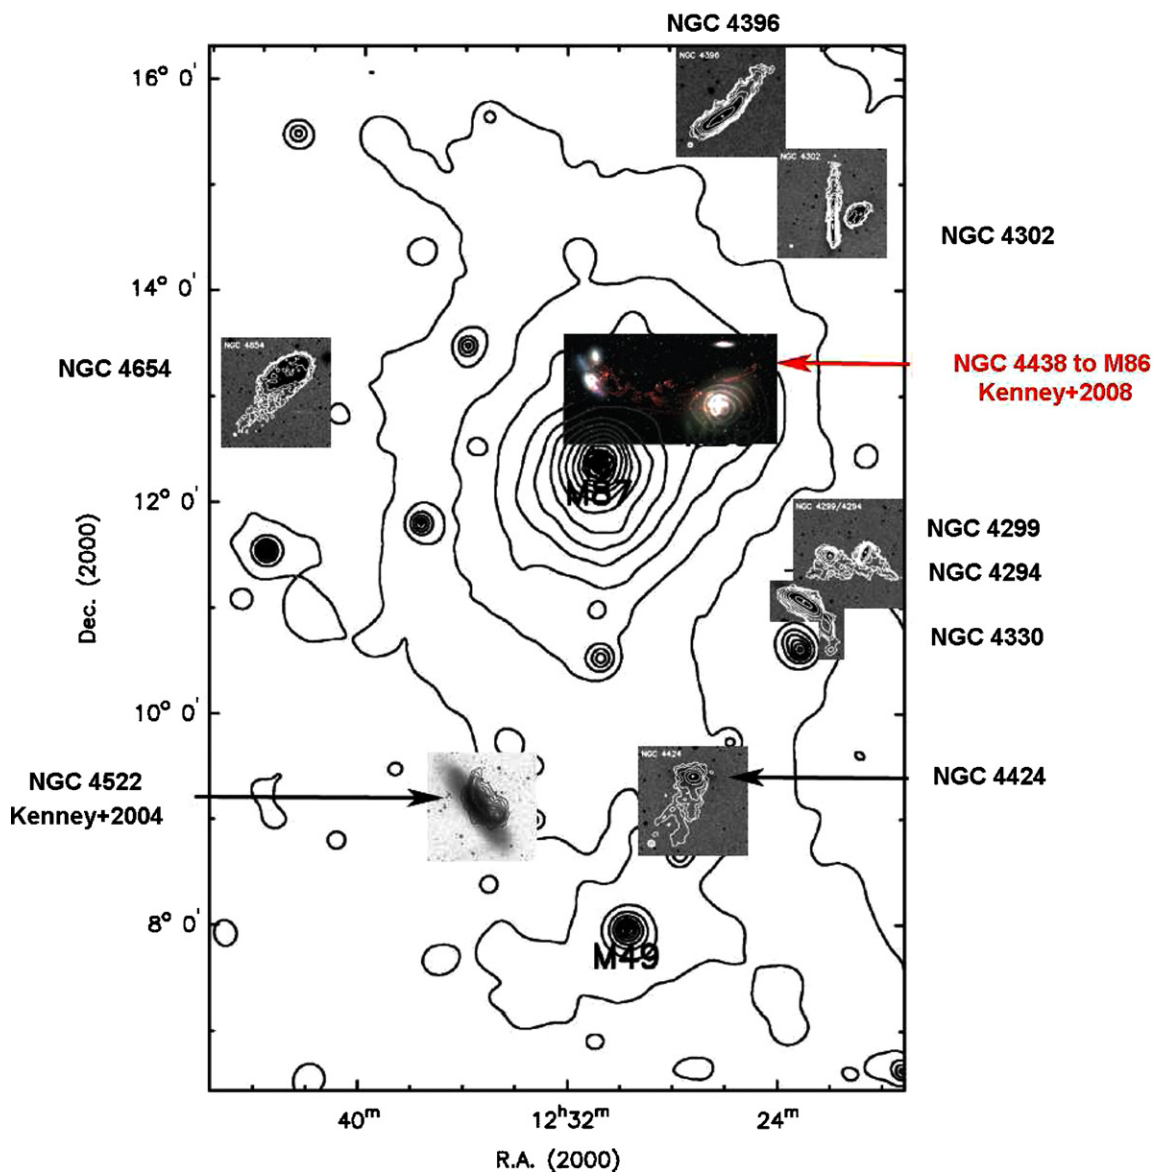 NGC 4396
16° 0'
NGC 4396
NGC 4302
NGC 4302
14° 0'
NGC 4654
NGC 4654
NGC 4438 to M86
Kenney+2008
M87
12° 0'
NGC 4299/4294
NGC 4299
NGC 4294
NGC 4330
Dec. (2000)
10° 0'
NGC 4424
NGC 4522
Kenney+2004
NGC 4424
8° 0'
M49
40ᵐ
12ʰ32ᵐ
24ᵐ
R.A. (2000)